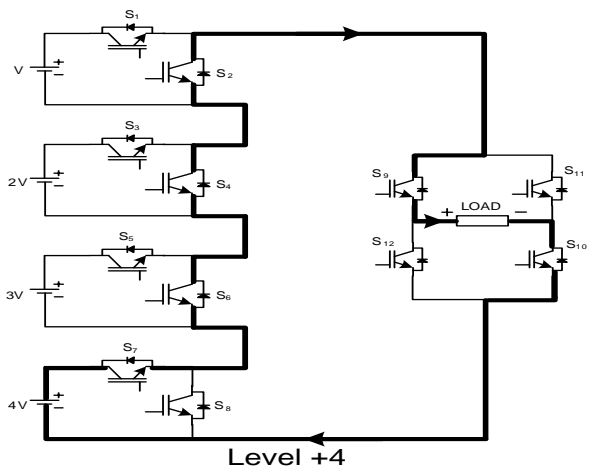 S1
V
+
−
S2
S3
2V
+
−
S4
S9
S11
+ LOAD −
S5
3V
+
−
S6
S12
S10
S7
4V
+
−
S8
Level +4